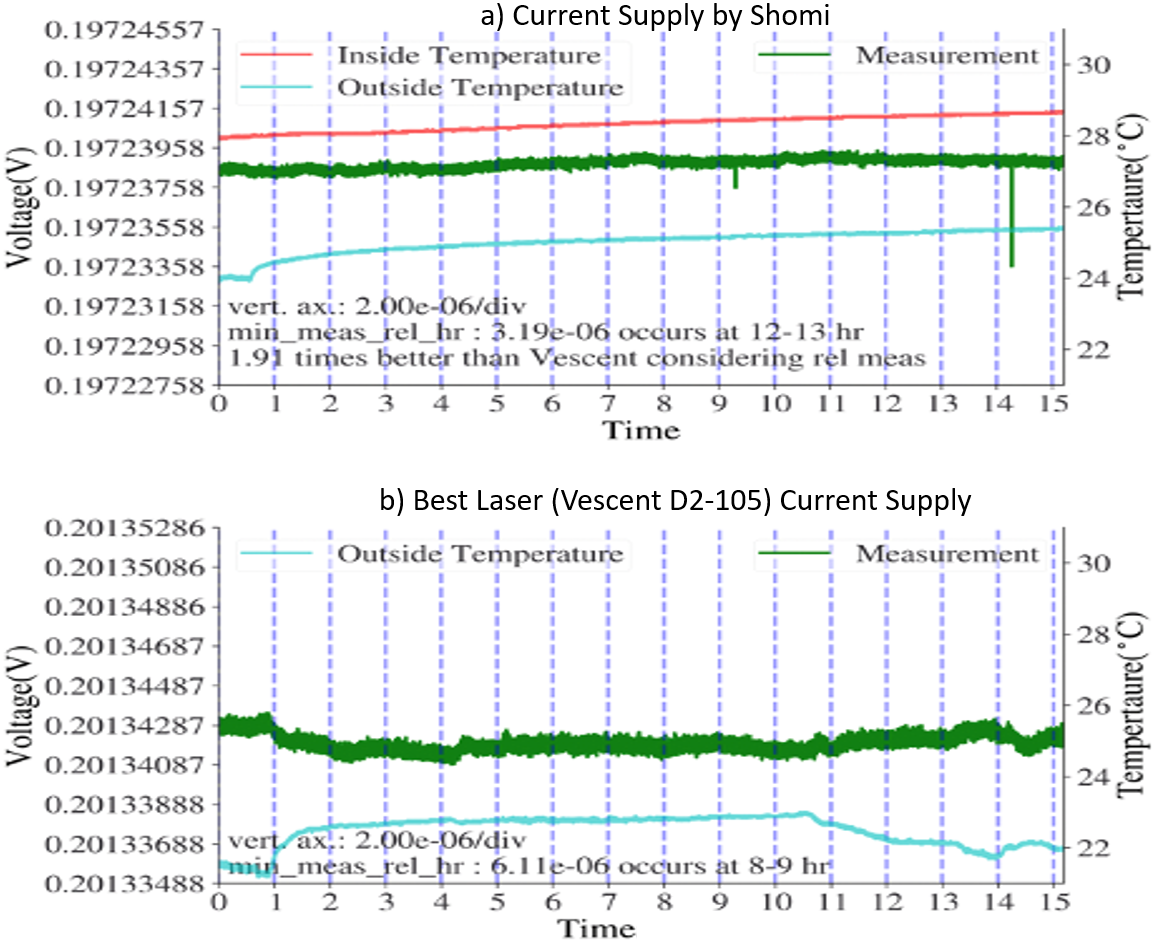 a) Current Supply by Shomi
0.19724557
0.19724357
0.19724157
0.19723958
0.19723758
0.19723558
0.19723358
0.19723158
0.19722958
0.19722758
Voltage(V)
Inside Temperature
Outside Temperature
Measurement
30
28
26
24
22
Tempertaure(°C)
vert. ax.: 2.00e-06/div
min_meas_rel_hr : 3.19e-06 occurs at 12-13 hr
1.91 times better than Vescent considering rel meas
0 1 2 3 4 5 6 7 8 9 10 11 12 13 14 15
Time
b) Best Laser (Vescent D2-105) Current Supply
0.20135286
0.20135086
0.20134886
0.20134687
0.20134487
0.20134287
0.20134087
0.20133888
0.20133688
0.20133488
Voltage(V)
Outside Temperature
Measurement
30
28
26
24
22
Tempertaure(°C)
vert. ax.: 2.00e-06/div
min_meas_rel_hr : 6.11e-06 occurs at 8-9 hr
0 1 2 3 4 5 6 7 8 9 10 11 12 13 14 15
Time